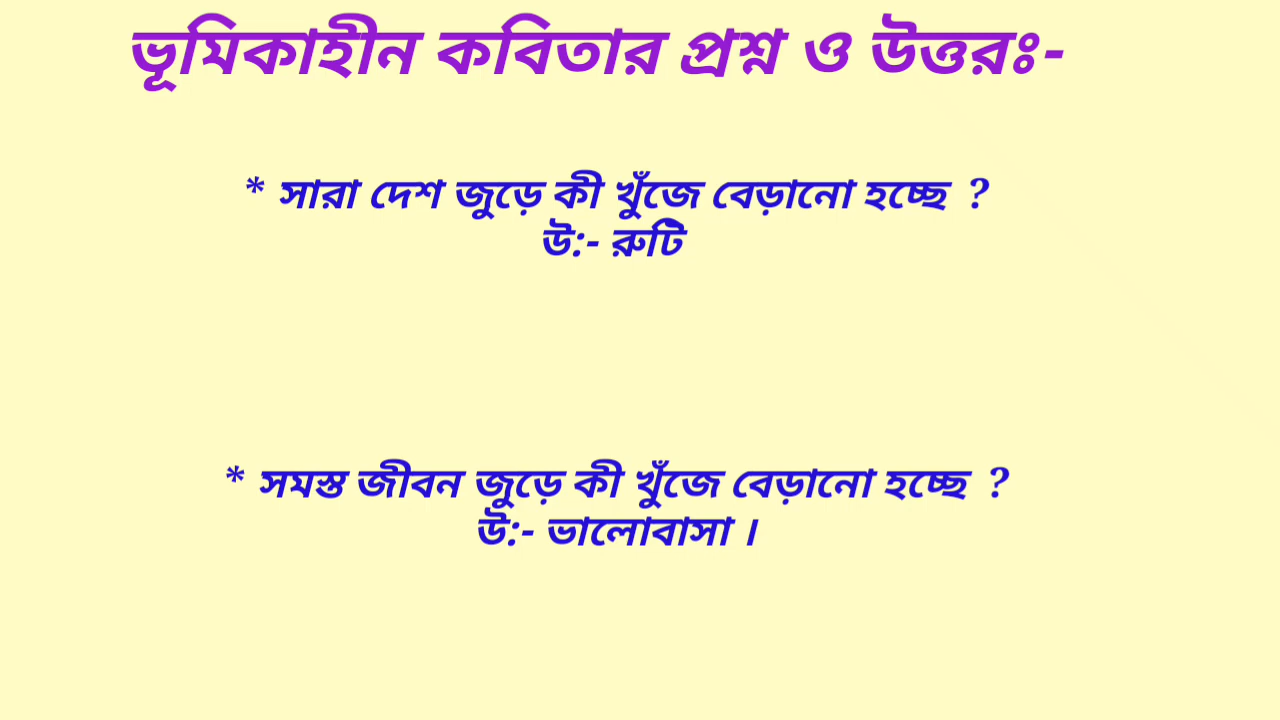 ভূমিকাহীন কবিতার প্রশ্ন ও উত্তরঃ-
* সারা দেশ জুড়ে কী খুঁজে বেড়ানো হচ্ছে ?
উ:- রুটি
* সমস্ত জীবন জুড়ে কী খুঁজে বেড়ানো হচ্ছে ?
উ:- ভালোবাসা ।